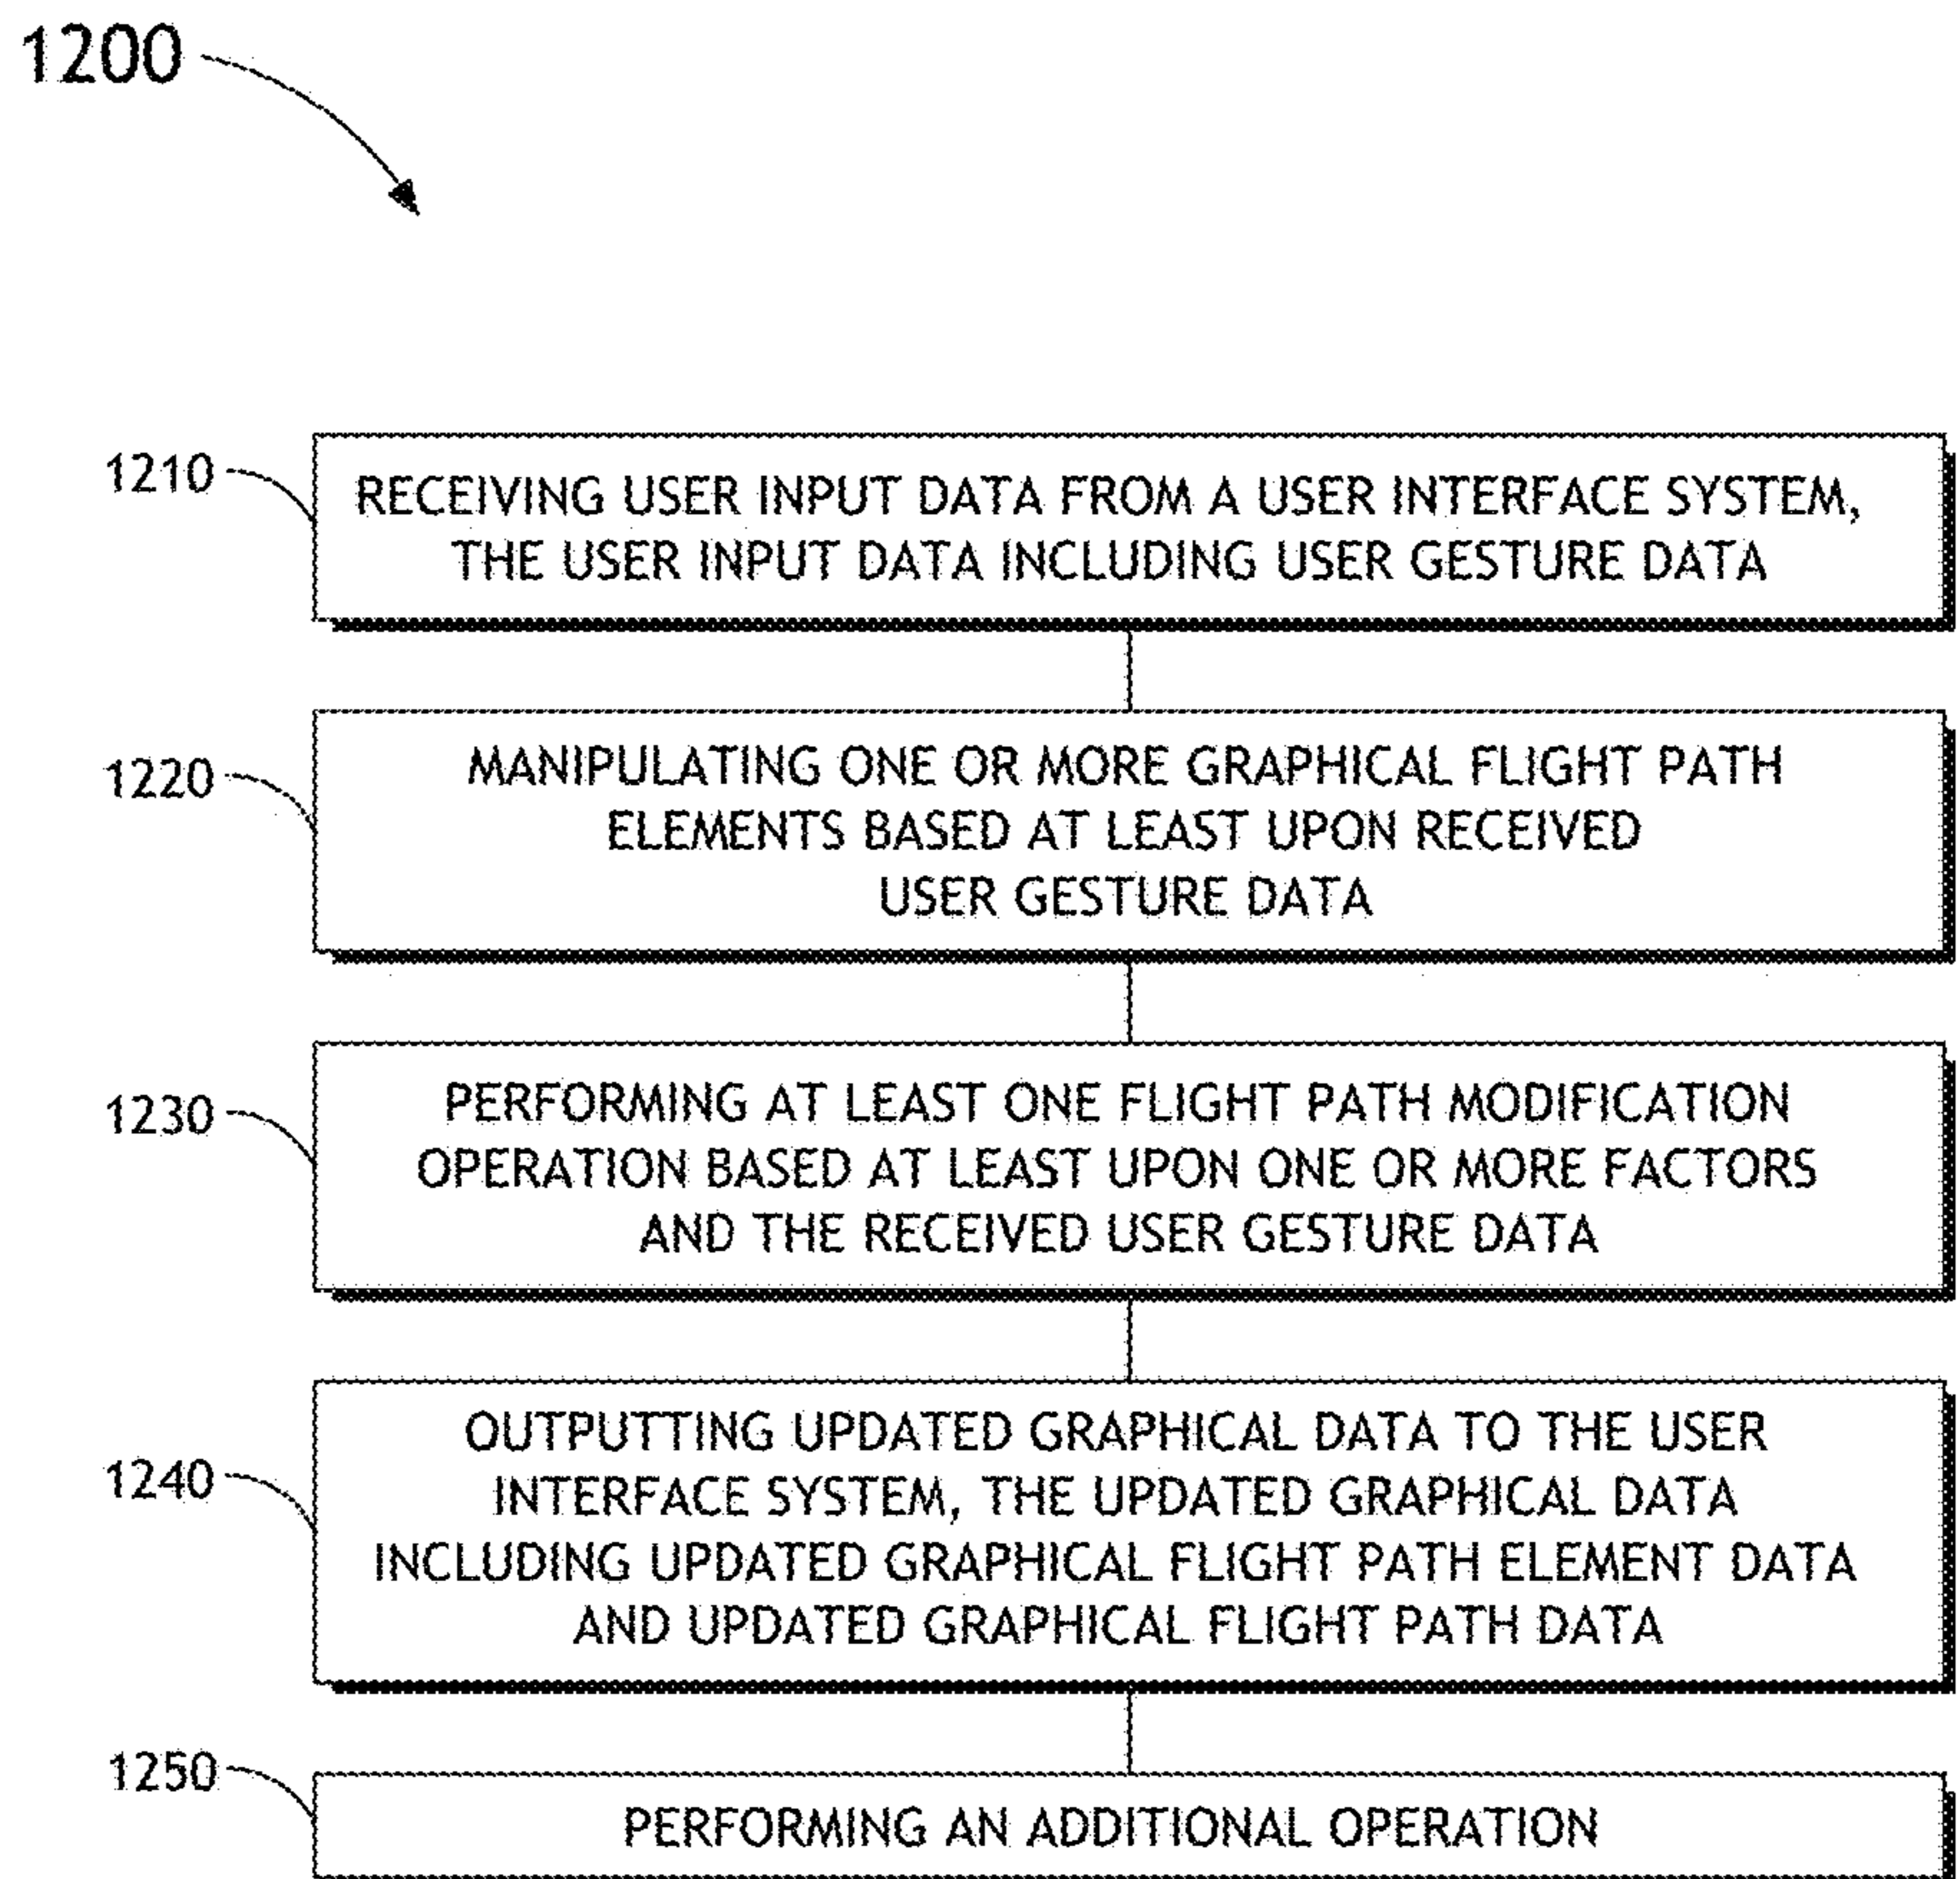 1200
1210
RECEIVING USER INPUT DATA FROM A USER INTERFACE SYSTEM,
THE USER INPUT DATA INCLUDING USER GESTURE DATA
1220
MANIPULATING ONE OR MORE GRAPHICAL FLIGHT PATH
ELEMENTS BASED AT LEAST UPON RECEIVED
USER GESTURE DATA
1230
PERFORMING AT LEAST ONE FLIGHT PATH MODIFICATION
OPERATION BASED AT LEAST UPON ONE OR MORE FACTORS
AND THE RECEIVED USER GESTURE DATA
1240
OUTPUTTING UPDATED GRAPHICAL DATA TO THE USER
INTERFACE SYSTEM, THE UPDATED GRAPHICAL DATA
INCLUDING UPDATED GRAPHICAL FLIGHT PATH ELEMENT DATA
AND UPDATED GRAPHICAL FLIGHT PATH DATA
1250
PERFORMING AN ADDITIONAL OPERATION